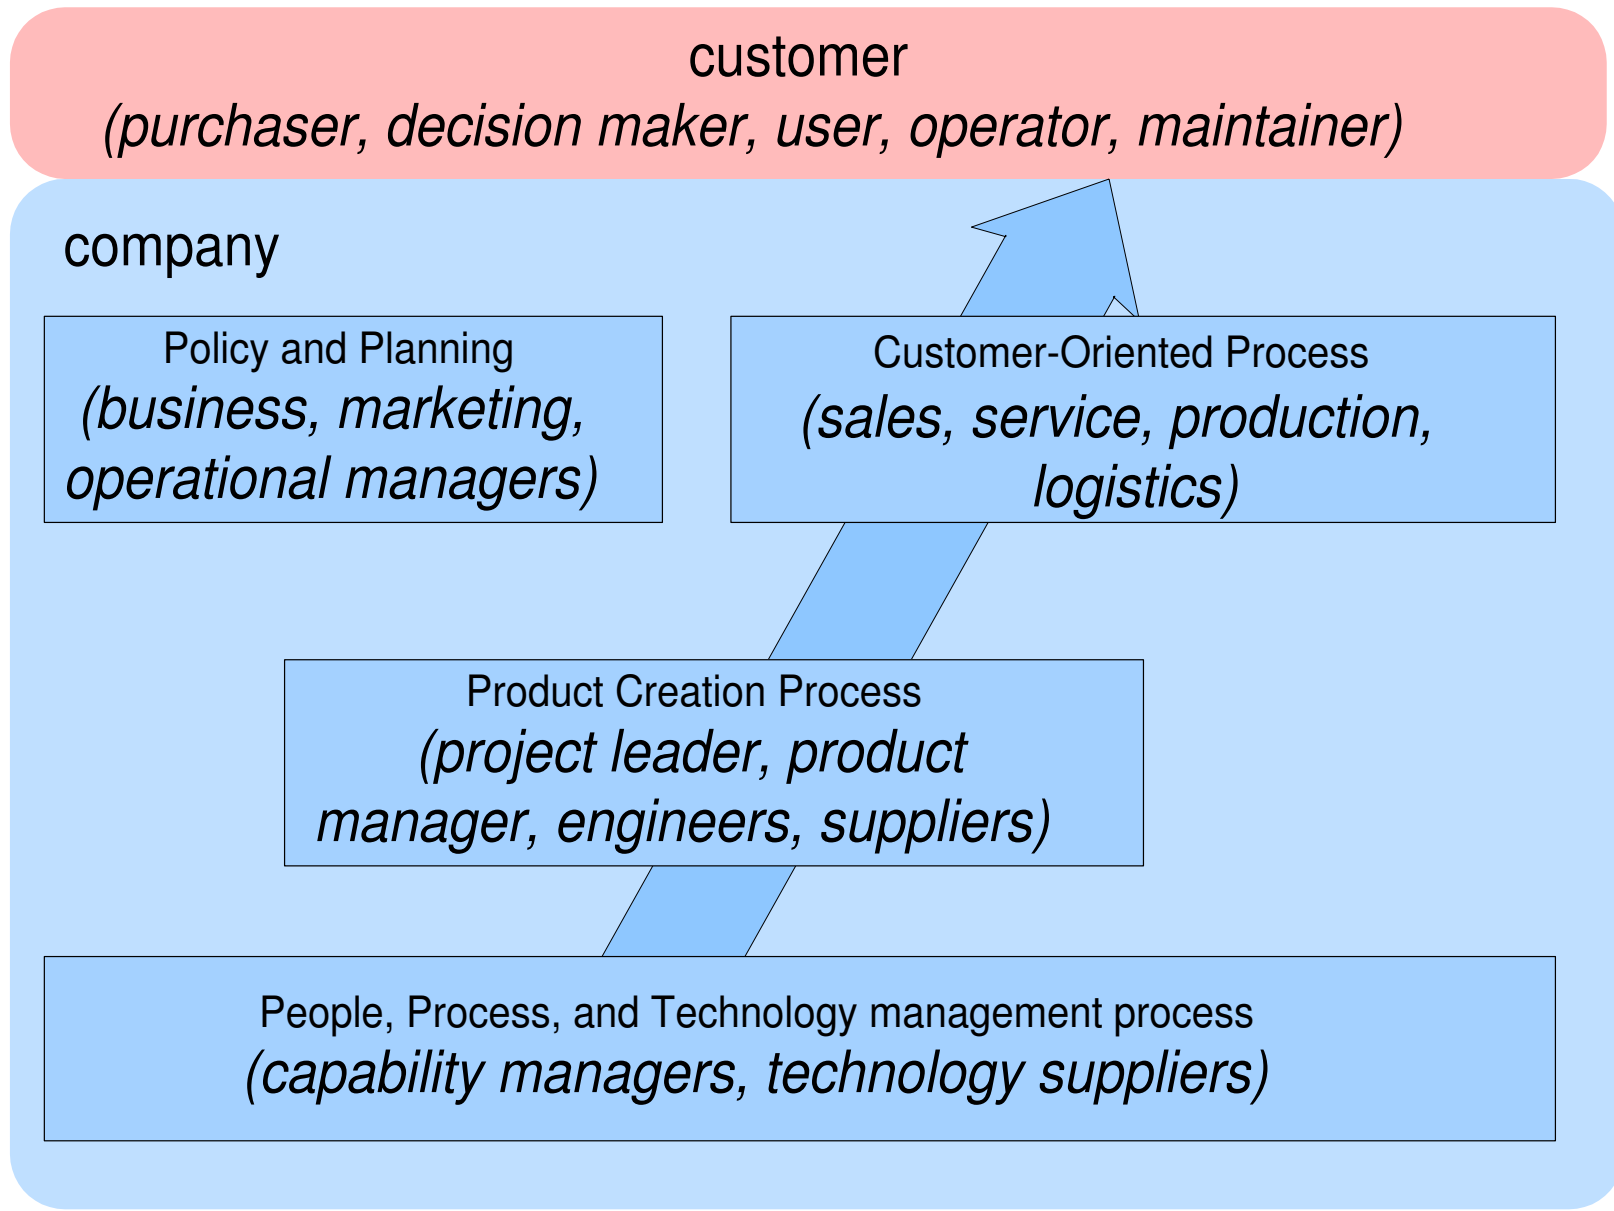 customer
(purchaser, decision maker, user, operator, maintainer)
company
Policy and Planning
(business, marketing,
operational managers)
Customer-Oriented Process
(sales, service, production,
logistics)
Product Creation Process
(project leader, product
manager, engineers, suppliers)
People, Process, and Technology management process
(capability managers, technology suppliers)